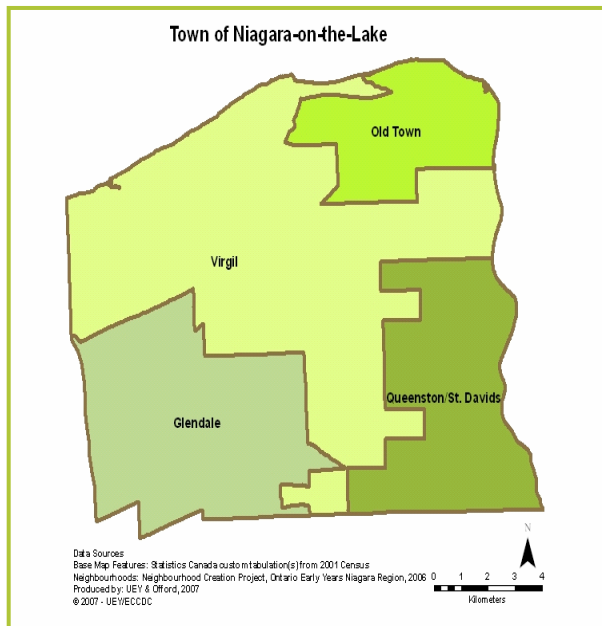 Town of Niagara-on-the-Lake
Old Town
Virgil
Queenston/St. Davids
Glendale
N
Data Sources
Base Map Features: Statistics Canada custom tabulation(s) from 2001 Census
Neighbourhoods: Neighbourhood Creation Project, Ontario Early Years Niagara Region, 2006
Produced by: UEY & Offord, 2007
© 2007 - UEY/ECCDC
0 1 2 3 4
Kilometers